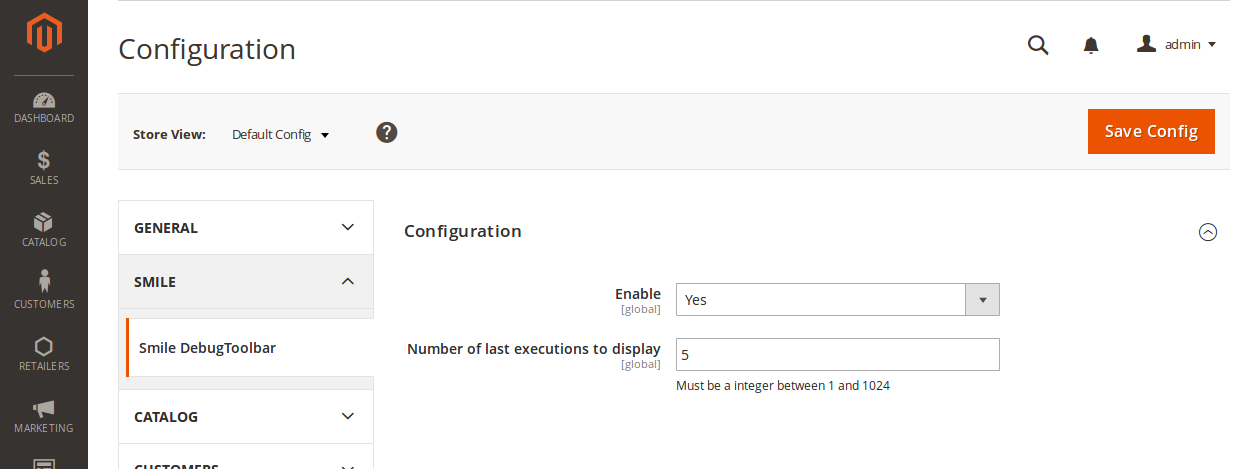 Configuration
admin
DASHBOARD
Store View: Default Config ?
Save Config
SALES
GENERAL
Configuration
CATALOG
SMILE
Enable
[global]
Yes
CUSTOMERS
Smile DebugToolbar
Number of last executions to display
[global]
5
Must be a integer between 1 and 1024
RETAILERS
CATALOG
MARKETING
CUSTOMERS